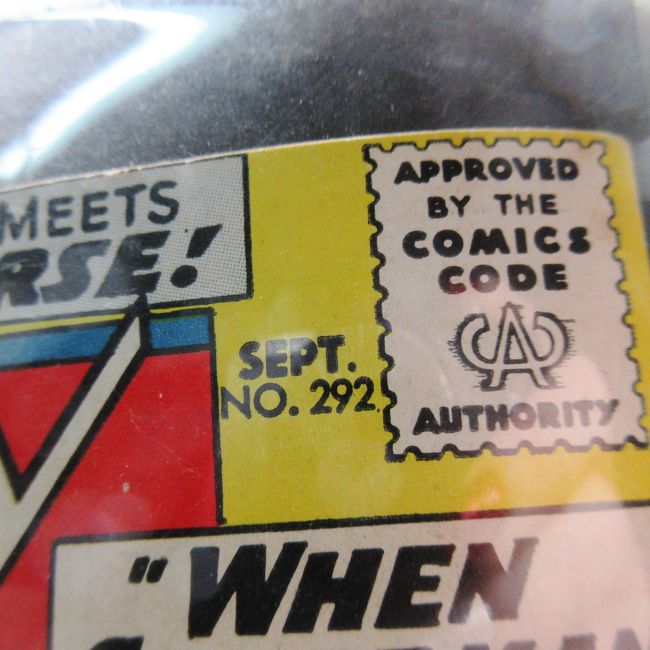 MEETS
RSE!
APPROVED
BY THE
COMICS
CODE
CA
AUTHORITY
SEPT.
NO. 292
"WHEN